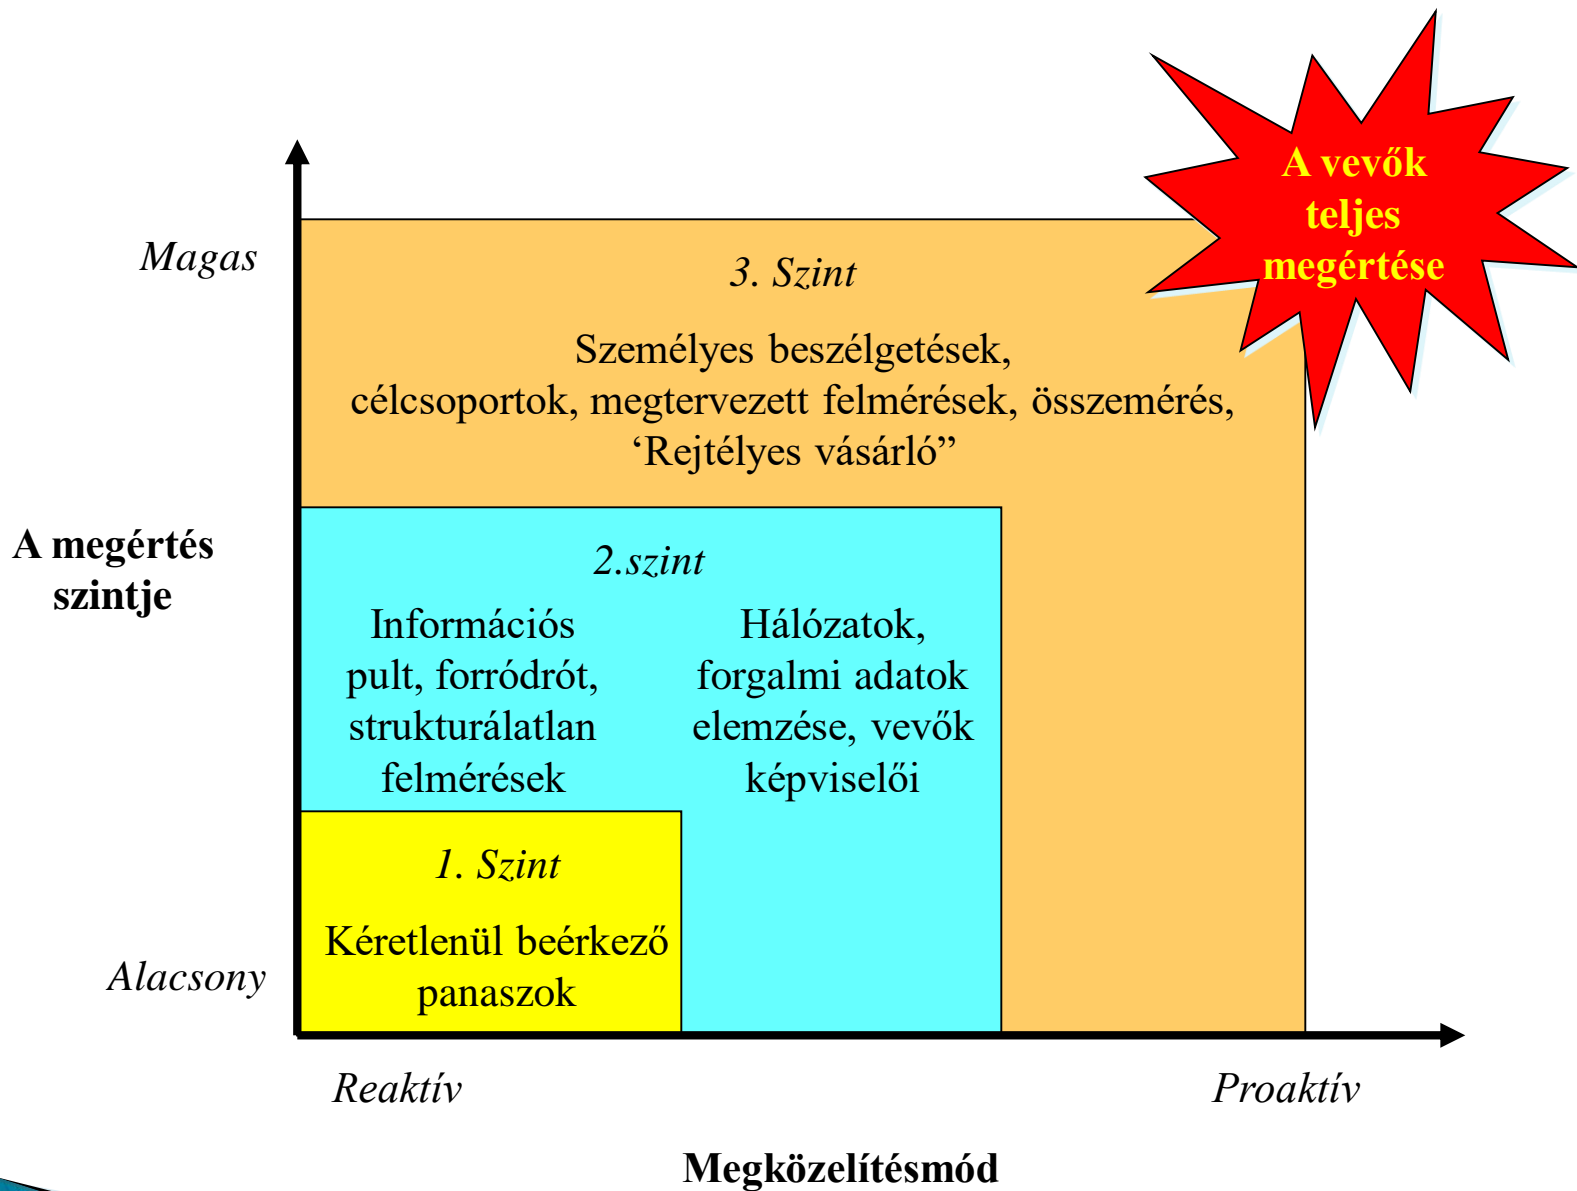 A vevők
teljes
megértése
Magas
3. Szint
Személyes beszélgetések,
célcsoportok, megtervezett felmérések, összemérés,
‘Rejtélyes vásárló”
A megértés
szintje
2.szint
Információs
pult, forródrót,
strukturálatlan
felmérések
Hálózatok,
forgalmi adatok
elemzése, vevők
képviselői
1. Szint
Kéretlenül beérkező
panaszok
Alacsony
Reaktív
Proaktív
Megközelítésmód